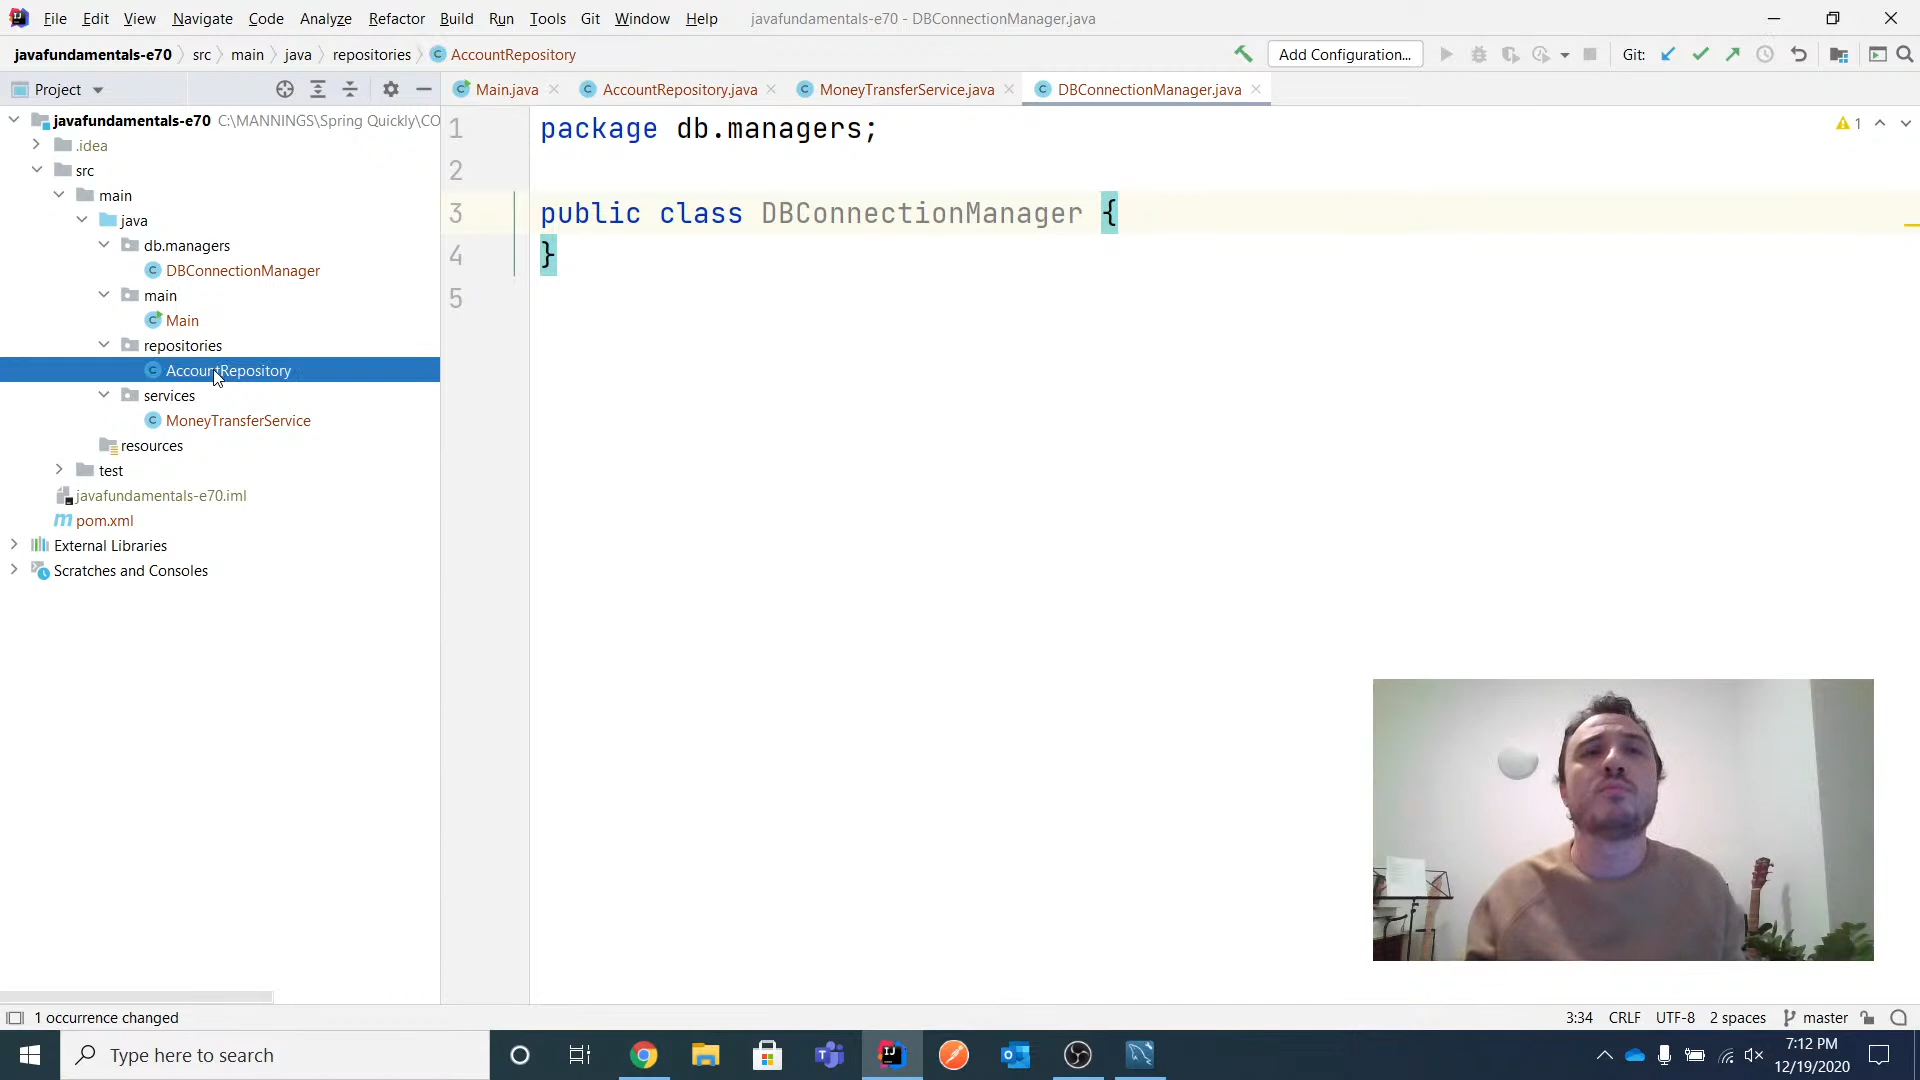 File Edit View Navigate Code Analyze Refactor Build Run Tools Git Window Help javafundamentals-e70 - DBConnectionManager.java
javafundamentals-e70 src main java repositories AccountRepository Add Configuration... Git:
Project Main.java AccountRepository.java MoneyTransferService.java DBConnectionManager.java
javafundamentals-e70 C:\MANNINGS\Spring Quickly\CO
.idea
src
main
java
db.managers
DBConnectionManager
main
Main
repositories
AccountRepository
services
MoneyTransferService
resources
test
javafundamentals-e70.iml
pom.xml
External Libraries
Scratches and Consoles
1 package db.managers;
2
3 public class DBConnectionManager {
4 }
5
1
1 occurrence changed 3:34 CRLF UTF-8 2 spaces master
Type here to search
7:12 PM
12/19/2020